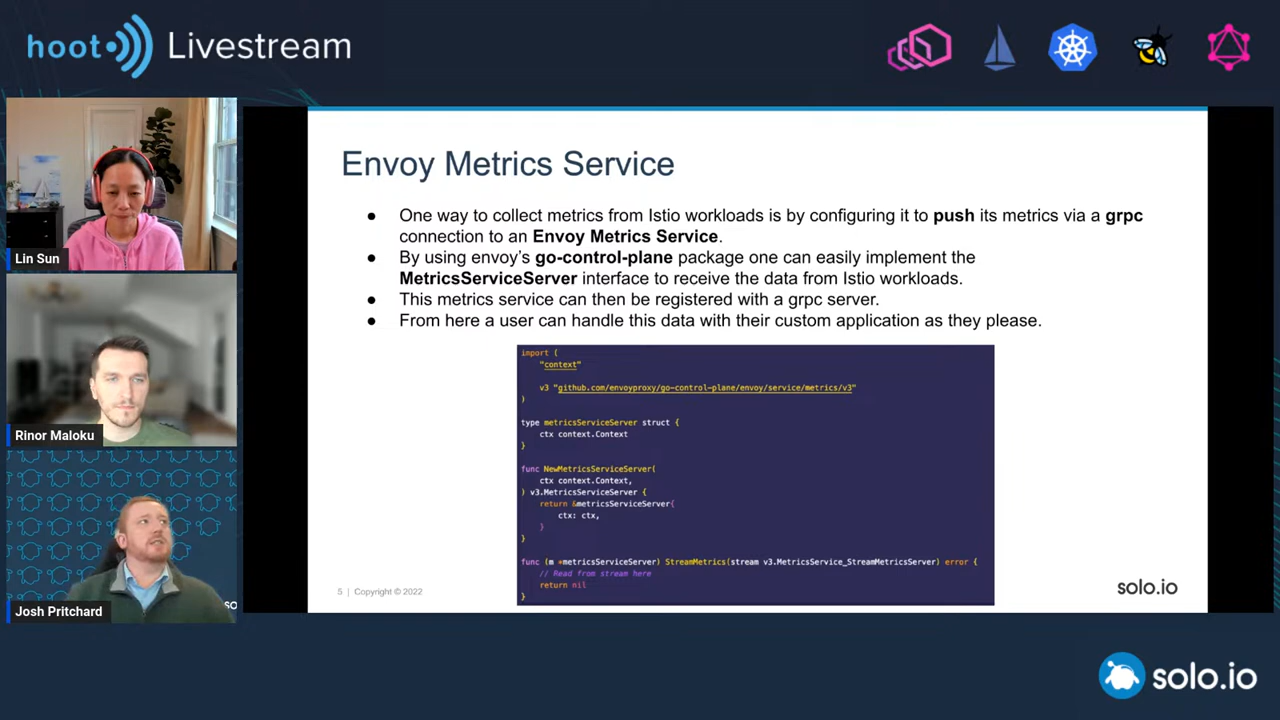 hoot Livestream
Lin Sun
Rinor Maloku
Josh Pritchard
Envoy Metrics Service
● One way to collect metrics from Istio workloads is by configuring it to push its metrics via a grpc
connection to an Envoy Metrics Service.
● By using envoy's go-control-plane package one can easily implement the
MetricsServiceServer interface to receive the data from Istio workloads.
● This metrics service can then be registered with a grpc server.
● From here a user can handle this data with their custom application as they please.
import (
"context"
v3 "github.com/envoyproxy/go-control-plane/envoy/service/metrics/v3"
)
type metricsServiceServer struct {
ctx context.Context
}
func NewMetricsServiceServer(
ctx context.Context,
) v3.MetricsServiceServer {
return &metricsServiceServer{
ctx: ctx,
}
}
func (m *metricsServiceServer) StreamMetrics(stream v3.MetricsService_StreamMetricsServer) error {
// Read from stream here
return nil
}
5 | Copyright © 2022
solo.io
so
solo.io